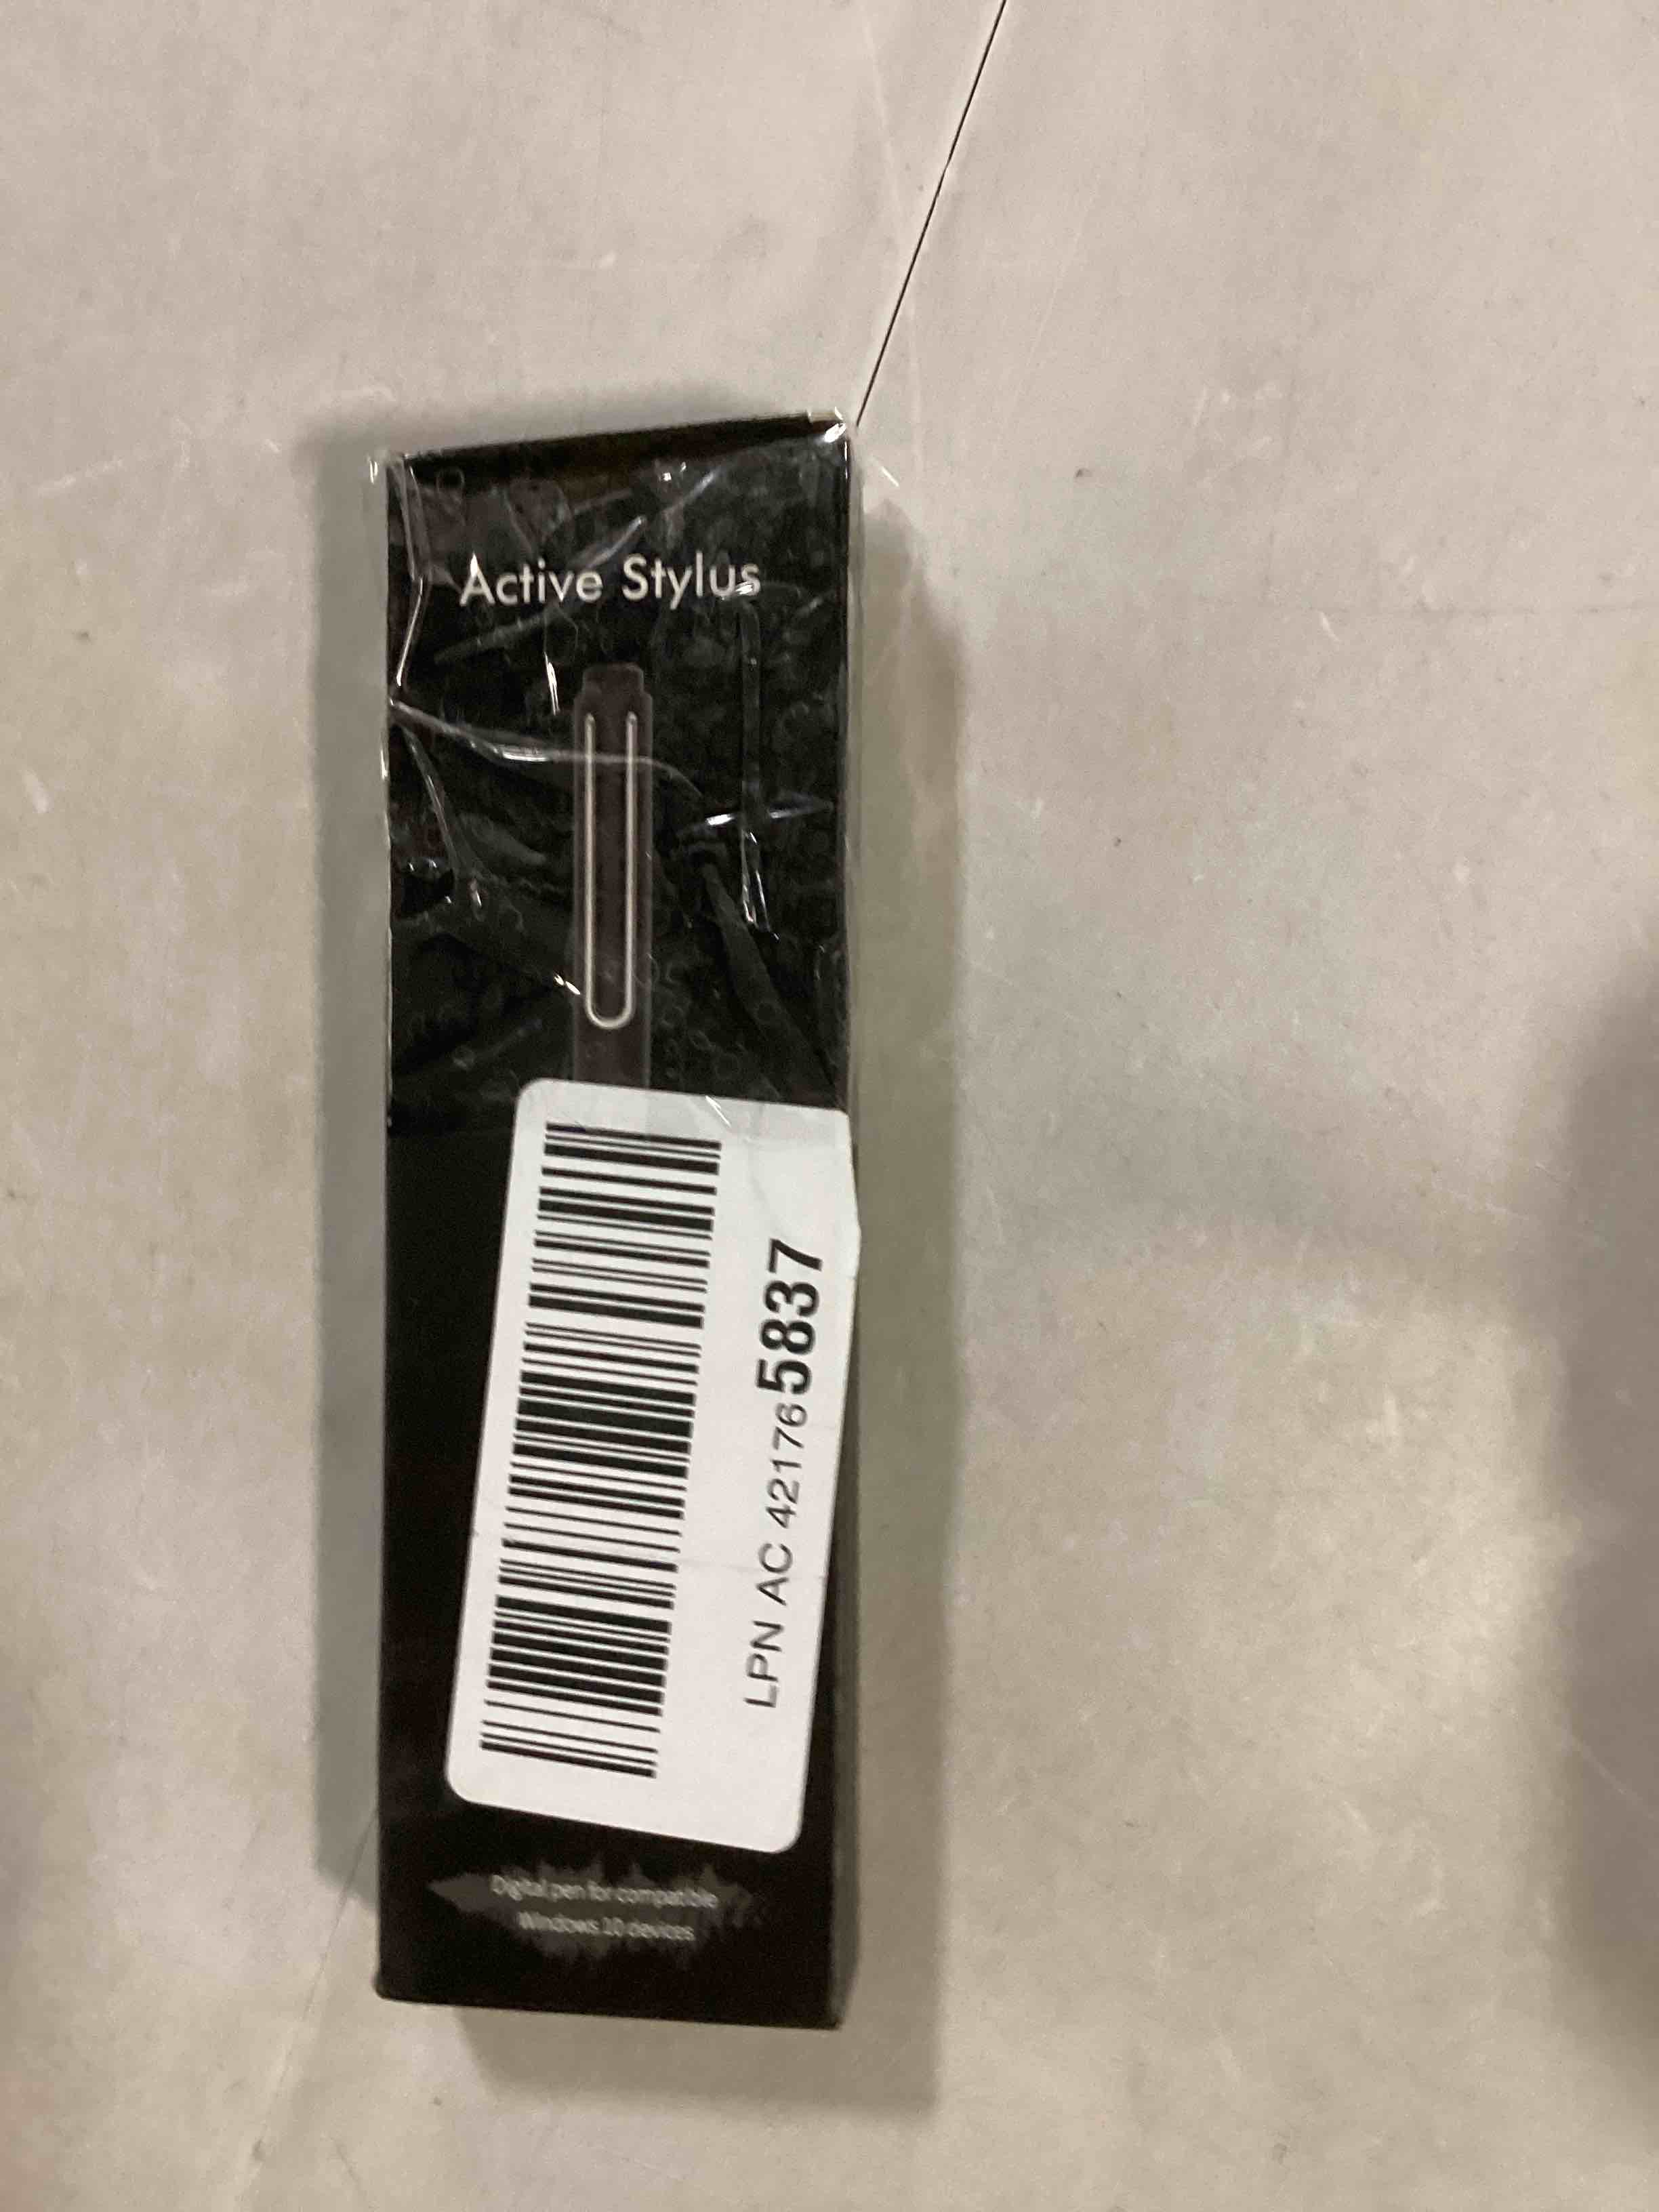 Active Stylus
LPN AC 421765837
Digital pen for compatible
Windows 10 devices